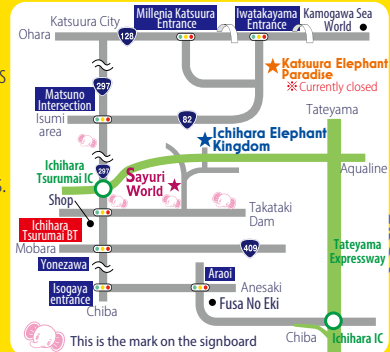 Millenia Katsuura
Entrance
Iwatakayama
Entrance
Kamogawa Sea
World
Katsuura City
Ohara
128
S
Katsuura Elephant
Paradise
※Currently closed
297
Matsuno
Intersection
Isumi
area
82
Tateyama
Ichihara Elephant
Kingdom
Ichihara
Tsurumai IC
297
Sayuri
World
Aqualine
s.
Shop
Ichihara
Tsurumai BT
Takataki
Dam
Mobara
409
Tateyama
Expressway
Yonezawa
Araoi
Isogaya
entrance
Anesaki
Fusa No Eki
Chiba
This is the mark on the signboard
Chiba
Ichihara IC